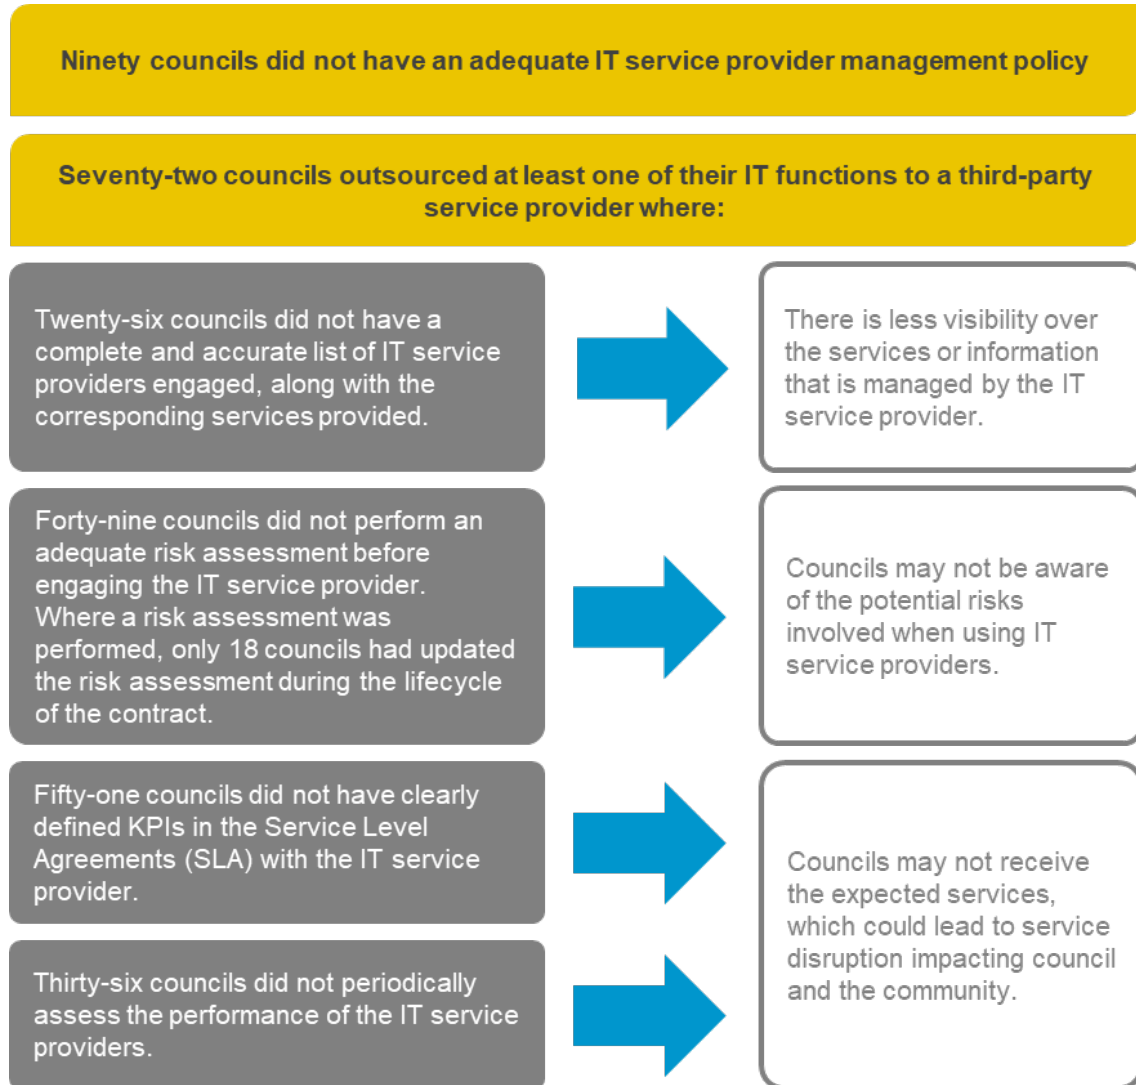 Ninety councils did not have an adequate IT service provider management policy
Seventy-two councils outsourced at least one of their IT functions to a third-party
service provider where:
Twenty-six councils did not have a
complete and accurate list of IT service
providers engaged, along with the
corresponding services provided.
There is less visibility over
the services or information
that is managed by the IT
service provider.
Forty-nine councils did not perform an
adequate risk assessment before
engaging the IT service provider.
Where a risk assessment was
performed, only 18 councils had updated
the risk assessment during the lifecycle
of the contract.
Councils may not be aware
of the potential risks
involved when using IT
service providers.
Fifty-one councils did not have clearly
defined KPIs in the Service Level
Agreements (SLA) with the IT service
provider.
Thirty-six councils did not periodically
assess the performance of the IT service
providers.
Councils may not receive
the expected services,
which could lead to service
disruption impacting council
and the community.